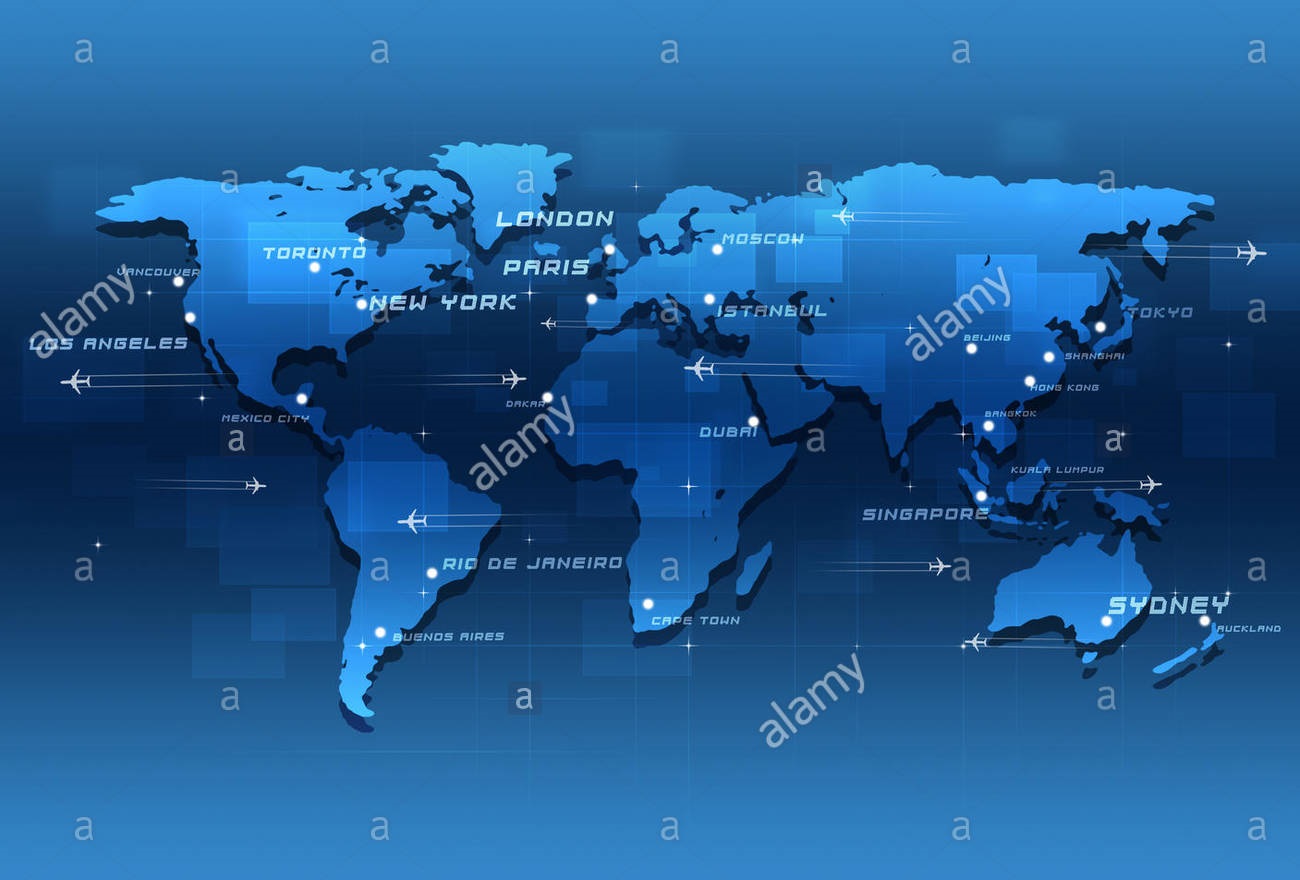 a a a a a
a a a a
LONDON
MOSCOW
TORONTO
PARIS
VANCOUVER
alamy
alamy
NEW YORK
a
ISTANBUL
a
TOKYO
LOS ANGELES
BEIJING
SHANGHAI
HONG KONG
DAKAR
MEXICO CITY
BANGKOK
alamy
DUBAI
a
a
a
KUALA LUMPUR
SINGAPORE
RIO DE JANEIRO
a
a
a
a
a
SYDNEY
CAPE TOWN
AUCKLAND
BUENOS AIRES
alamy
a a a
a a a a a